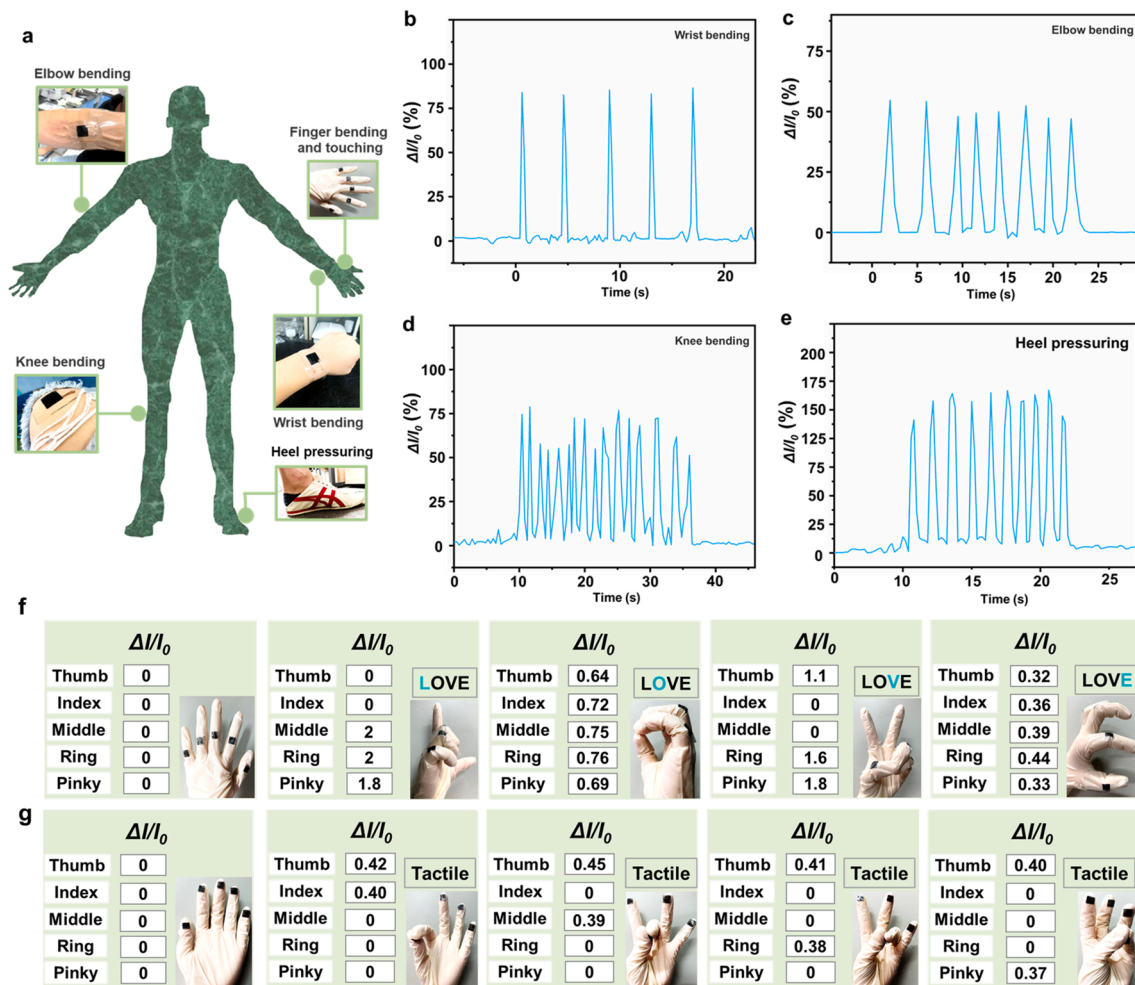 a
Elbow bending
Finger bending
and touching
Knee bending
Wrist bending
Heel pressuring
b
Wrist bending
ΔI/I0 (%)
100
75
50
25
0
0
10
20
Time (s)
c
Elbow bending
ΔI/I0 (%)
75
50
25
0
0
5
10
15
20
25
Time (s)
d
Knee bending
ΔI/I0 (%)
100
75
50
25
0
0
10
20
30
40
Time (s)
e
Heel pressuring
ΔI/I0 (%)
200
175
150
25
0
0
10
15
20
25
Time (s)
f
ΔI/I0
Thumb 0
Index 0
Middle 0
Ring 0
Pinky 0
ΔI/I0
LOVE
Thumb 0
Index 0
Middle 2
Ring 2
Pinky 1.8
ΔI/I0
LOVE
Thumb 0.64
Index 0.72
Middle 0.75
Ring 0.76
Pinky 0.69
ΔI/I0
LOVE
Thumb 1.1
Index 0
Middle 0
Ring 1.6
Pinky 1.8
ΔI/I0
LOVE
Thumb 0.32
Index 0.36
Middle 0.39
Ring 0.44
Pinky 0.33
g
ΔI/I0
Thumb 0
Index 0
Middle 0
Ring 0
Pinky 0
ΔI/I0
Tactile
Thumb 0.42
Index 0.40
Middle 0
Ring 0
Pinky 0
ΔI/I0
Tactile
Thumb 0.45
Index 0
Middle 0.39
Ring 0
Pinky 0
ΔI/I0
Tactile
Thumb 0.41
Index 0
Middle 0
Ring 0.38
Pinky 0
ΔI/I0
Tactile
Thumb 0.40
Index 0
Middle 0
Ring 0
Pinky 0.37